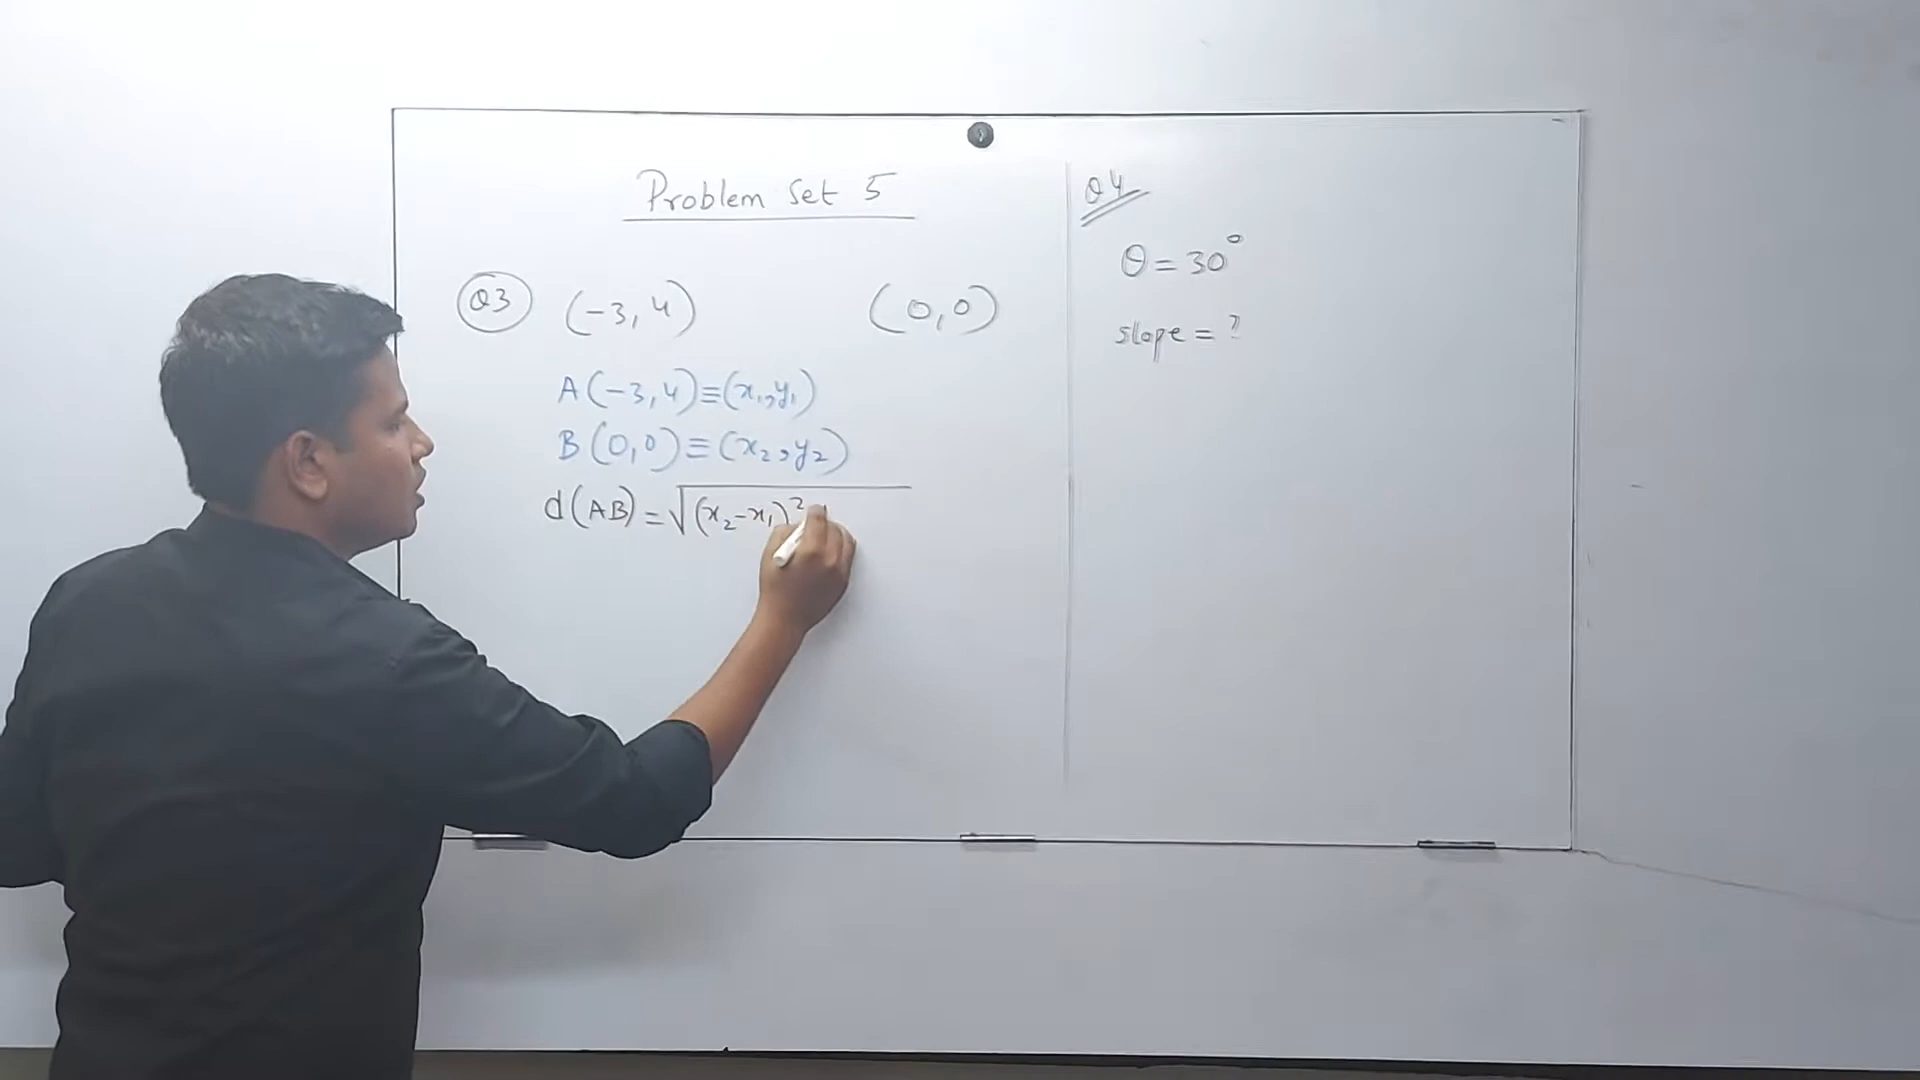 Problem Set 5
Q3 (-3, 4) (0,0)
A(-3, 4)≡(x₁,y₁)
B(0,0)≡(x₂,y₂)
d(AB)=√(x₂-x₁)²+
Q4
θ=30°
slope=?